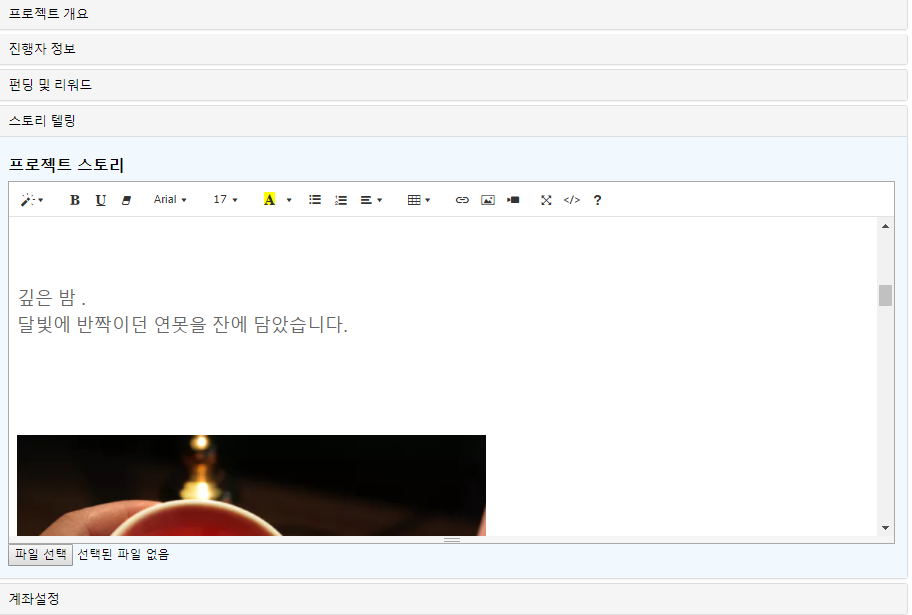 프로젝트 개요
진행자 정보
펀딩 및 리워드
스토리 텔링
프로젝트 스토리
B U Arial 17 A </> ?
깊은 밤 .
달빛에 반짝이던 연못을 잔에 담았습니다.
파일 선택 선택된 파일 없음
계좌설정